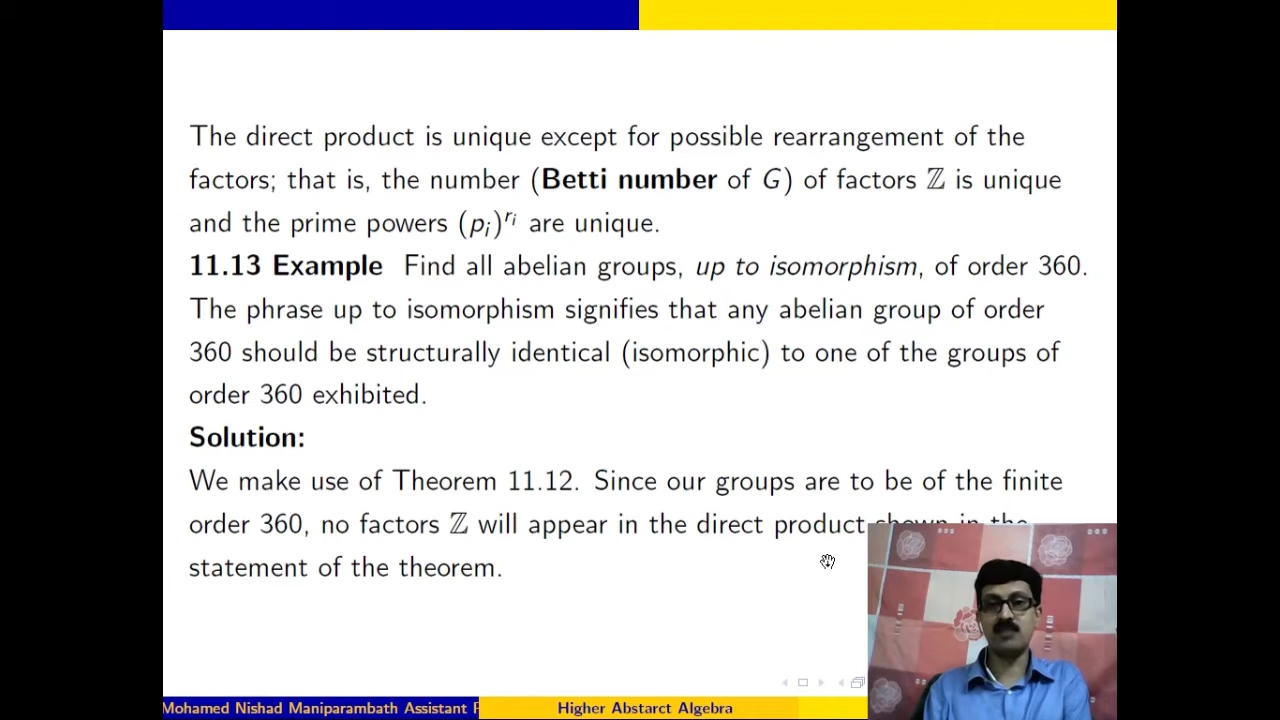 The direct product is unique except for possible rearrangement of the
factors; that is, the number (Betti number of G) of factors ℤ is unique
and the prime powers (pᵢ)^rᵢ are unique.
11.13 Example Find all abelian groups, up to isomorphism, of order 360.
The phrase up to isomorphism signifies that any abelian group of order
360 should be structurally identical (isomorphic) to one of the groups of
order 360 exhibited.
Solution:
We make use of Theorem 11.12. Since our groups are to be of the finite
order 360, no factors ℤ will appear in the direct product shown in the
statement of the theorem.
Mohamed Nishad Maniparambath Assistant
Higher Abstarct Algebra